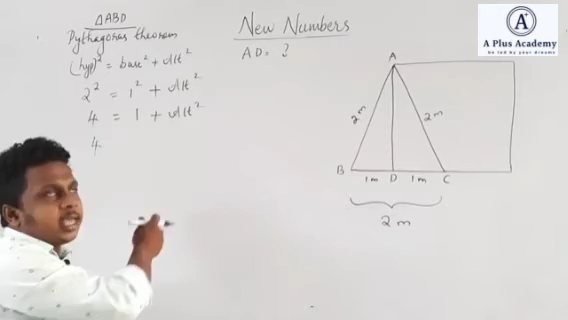 △ABD
Pythagoras theorem
(hyp)² = base² + Alt²
2² = 1² + Alt²
4 = 1 + Alt²
4
New Numbers
AD = ?
A
2m
2m
B
1m
D
1m
C
2 m
A+
A Plus Academy
be led by your dreams